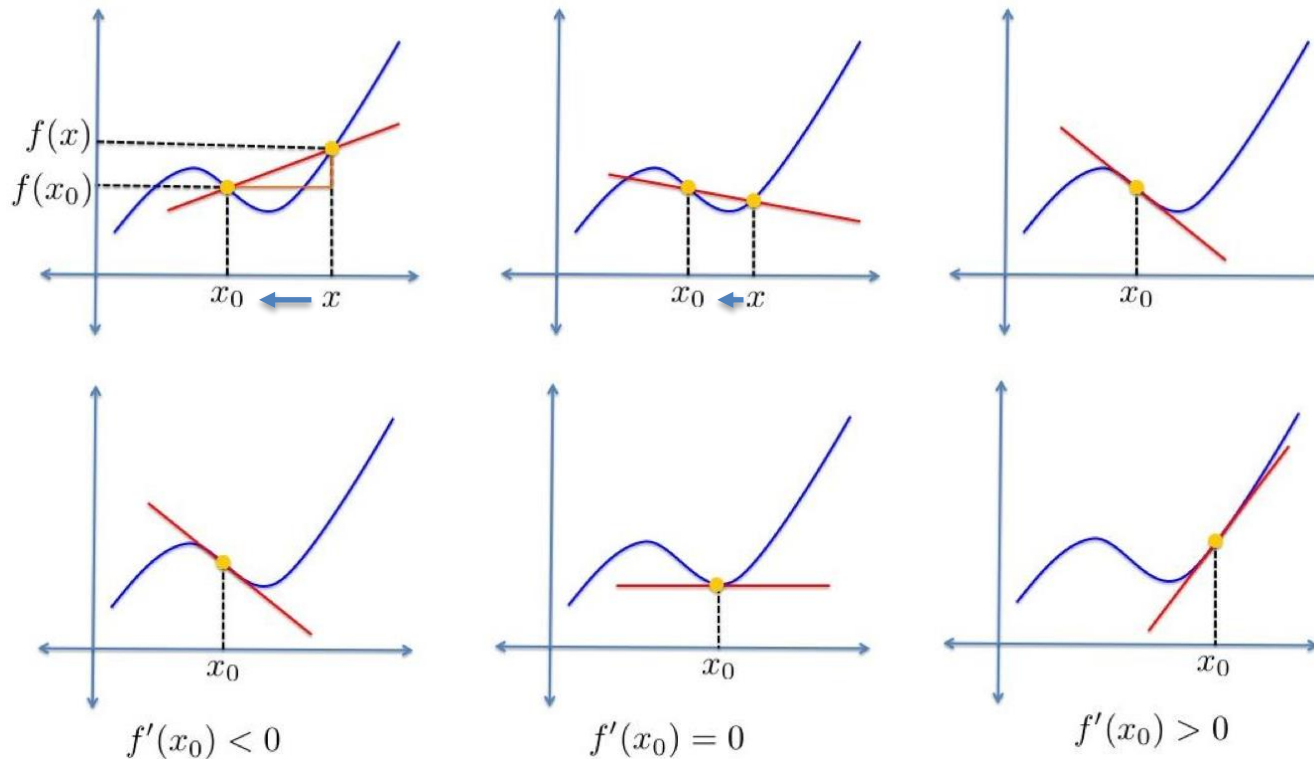 f(x)
f(x₀)
x₀ x
x₀ x
x₀
x₀
x₀
x₀
f′(x₀) < 0
f′(x₀) = 0
f′(x₀) > 0